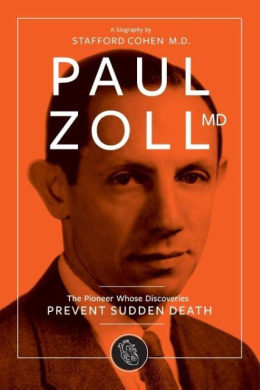 A biography by
STAFFORD COHEN M.D.
PAUL
ZOLL MD
The Pioneer Whose Discoveries
PREVENT SUDDEN DEATH